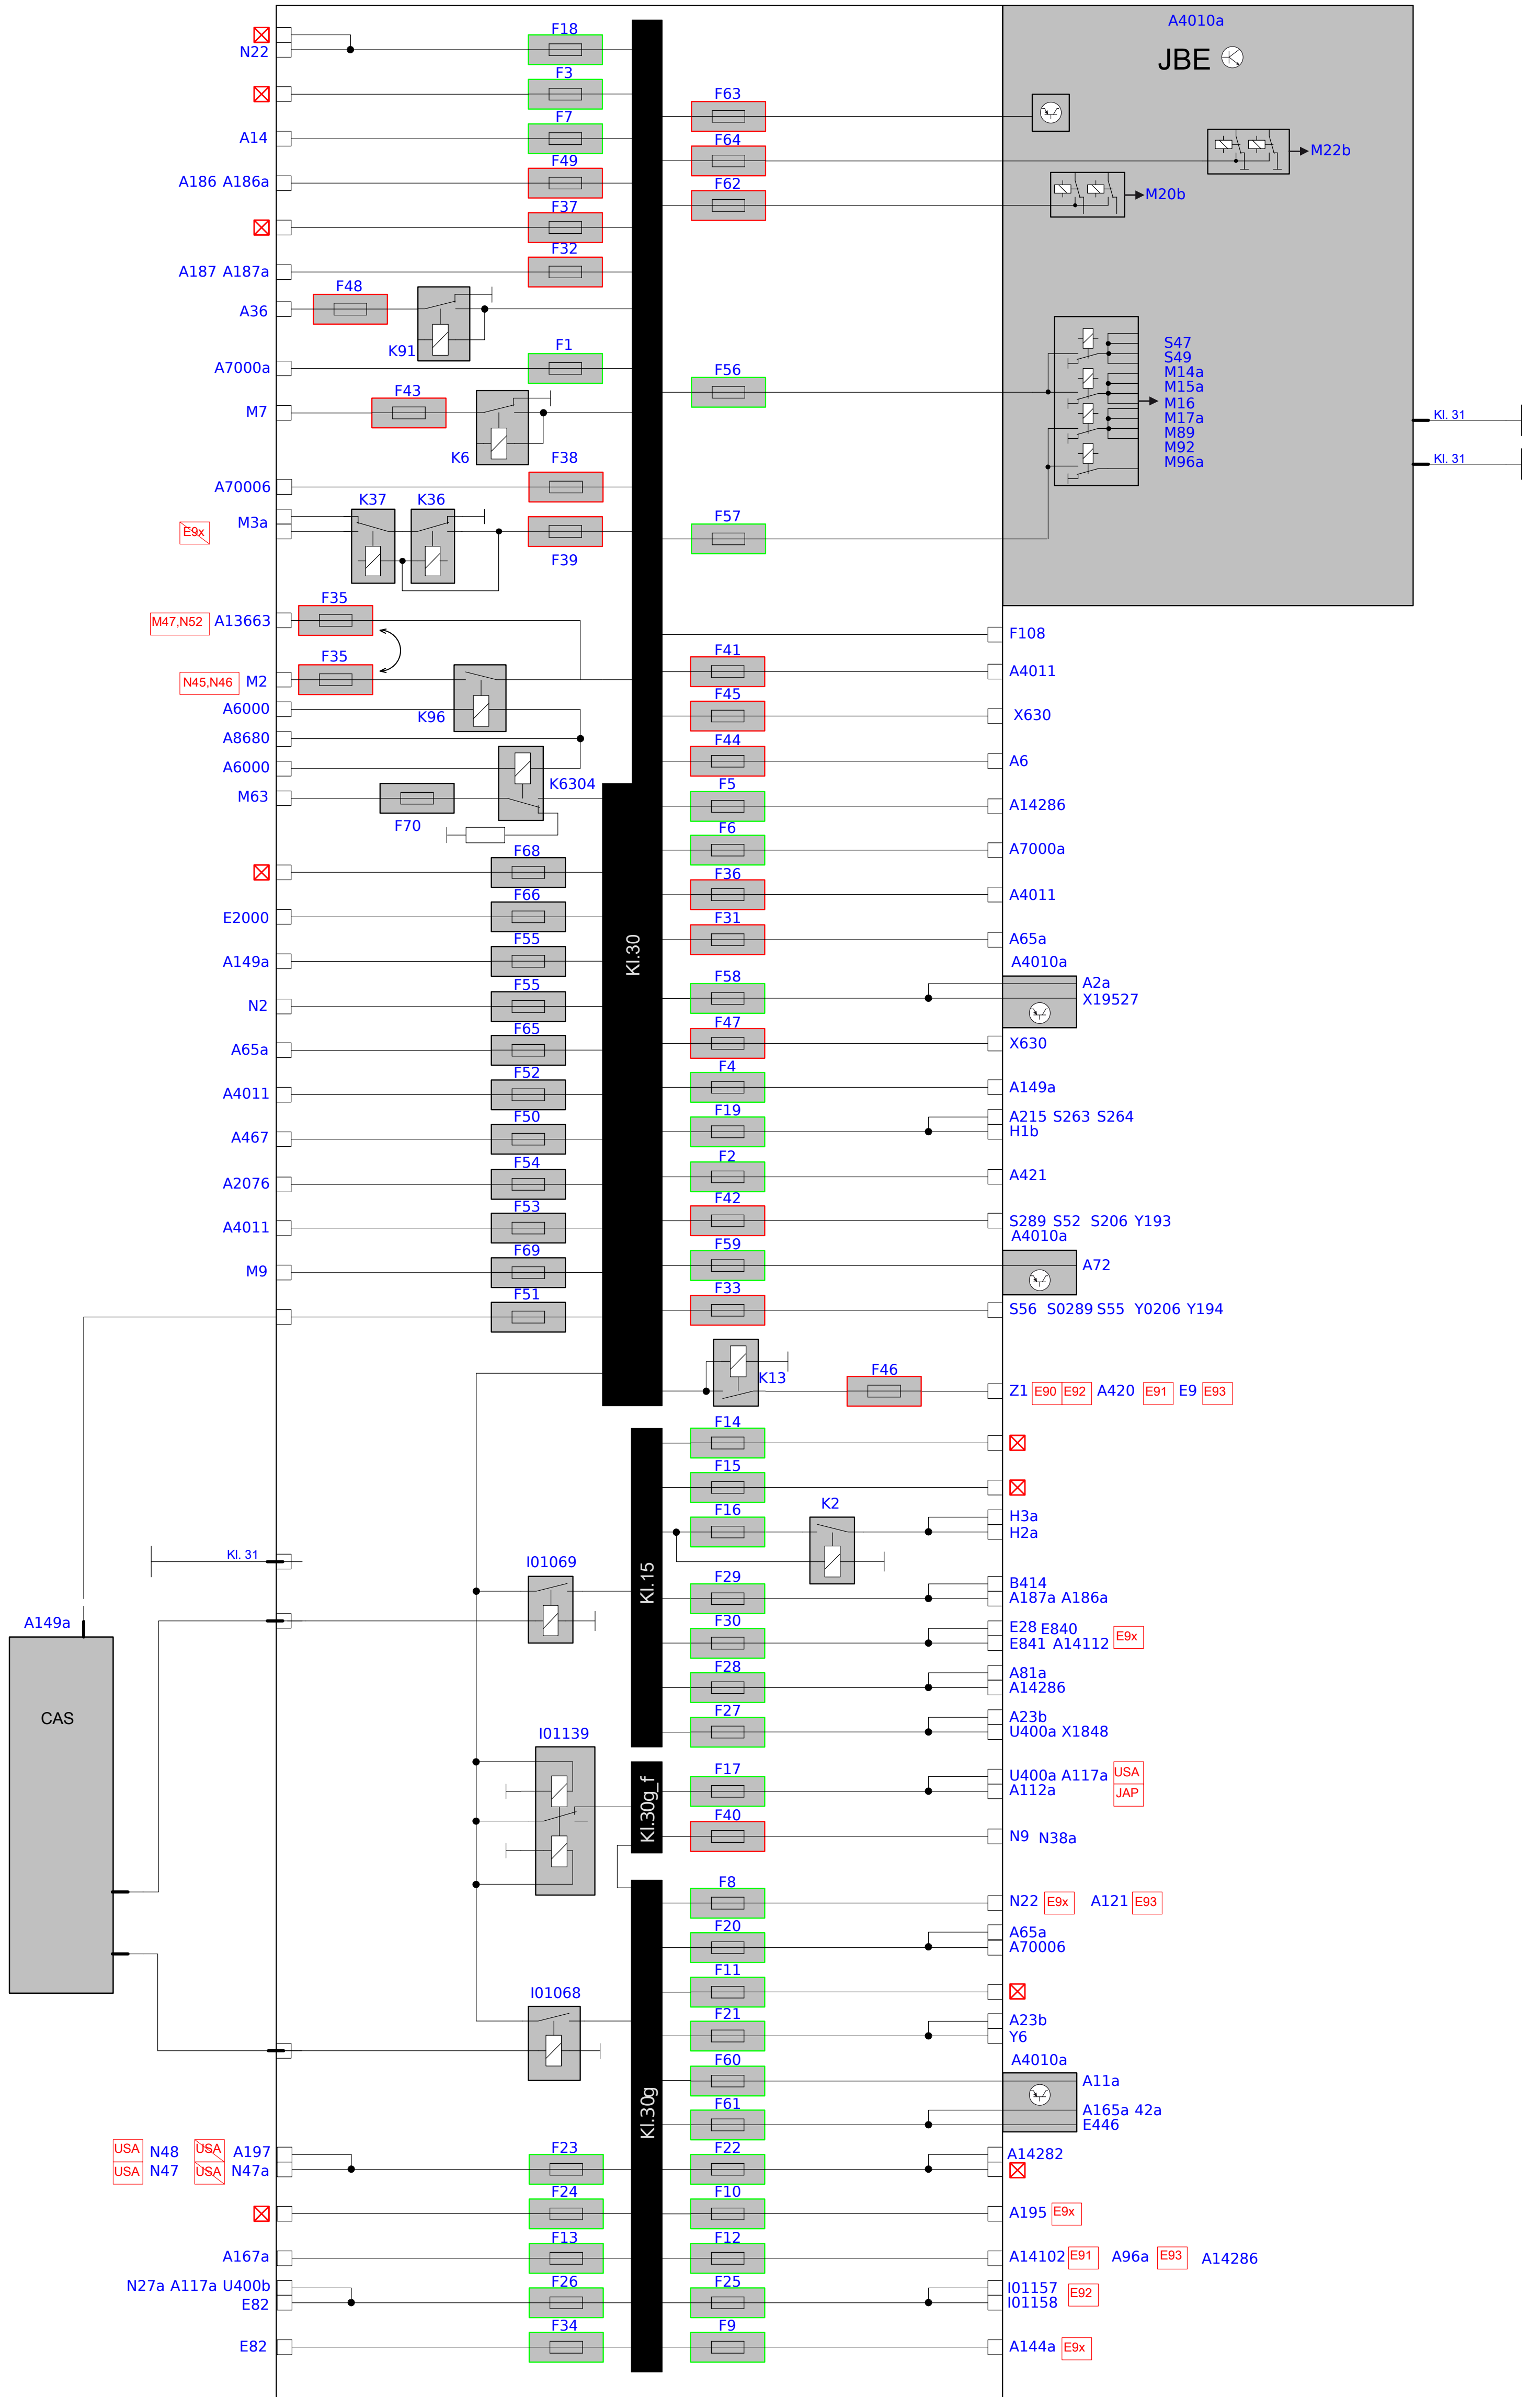 A4010a
JBE
F18
N22
F3
F63
F7
A14
F64
M22b
F49
A186 A186a
F62
M20b
F37
F32
A187 A187a
F48
A36
K91
F1
A7000a
F56
S47
S49
M14a
M15a
M16
M17a
M89
M92
M96a
Kl. 31
Kl. 31
F43
M7
K6
F38
A70006
K37 K36
M3a
E9x
F39
F57
F35
M47,N52 A13663
F108
F35
N45,N46 M2
F41
A4011
A6000
K96
F45
X630
A8680
A6000
F44
A6
K6304
M63
F70
F5
A14286
F6
A7000a
F68
F36
A4011
F66
E2000
F31
A65a
F55
A149a
Kl.30
A4010a
F58
A2a
X19527
F55
N2
F65
A65a
F47
X630
F52
A4011
F4
A149a
F50
A467
F19
A215 S263 S264
H1b
F54
A2076
F2
A421
F53
A4011
F42
S289 S52 S206 Y193
A4010a
F69
M9
F59
A72
F51
F33
S56 S0289 S55 Y0206 Y194
K13
F46
Z1 E90 E92 A420 E91 E9 E93
F14
F15
F16
K2
H3a
H2a
Kl. 31
I01069
Kl.15
F29
B414
A187a A186a
A149a
F30
E28 E840
E841 A14112 E9x
F28
A81a
A14286
CAS
F27
A23b
U400a X1848
I01139
Kl.30g_f
F17
U400a A117a USA
A112a JAP
F40
N9 N38a
F8
N22 E9x A121 E93
F20
A65a
A70006
F11
I01068
F21
A23b
Y6
A4010a
F60
A11a
Kl.30g
F61
A165a 42a
E446
USA N48 USA A197
USA N47 USA N47a
F23
F22
A14282
F24
F10
A195 E9x
F13
A167a
F12
A14102 E91 A96a E93 A14286
N27a A117a U400b
E82
F26
F25
I01157
I01158
E92
F34
E82
F9
A144a E9x